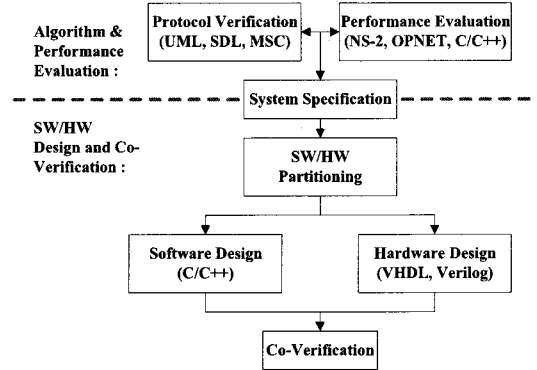 Algorithm &
Performance
Evaluation :
Protocol Verification
(UML, SDL, MSC)
Performance Evaluation
(NS-2, OPNET, C/C++)
System Specification
SW/HW
Design and Co-
Verification :
SW/HW
Partitioning
Software Design
(C/C++)
Hardware Design
(VHDL, Verilog)
Co-Verification